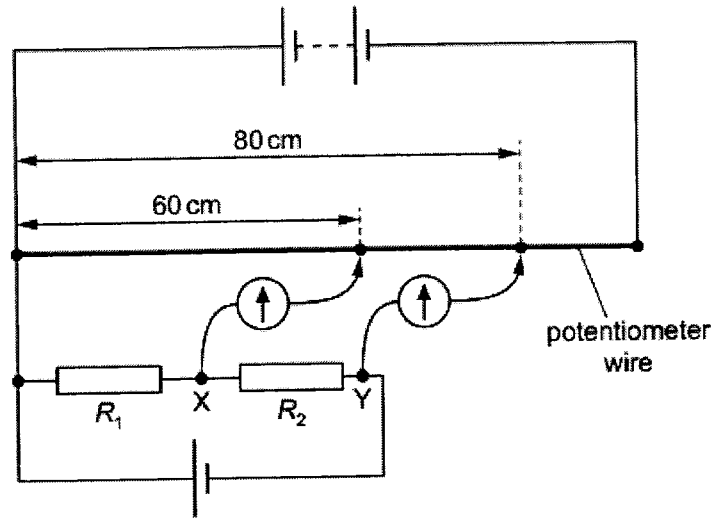 80 cm
60 cm
potentiometer
wire
X
Y
R₁
R₂